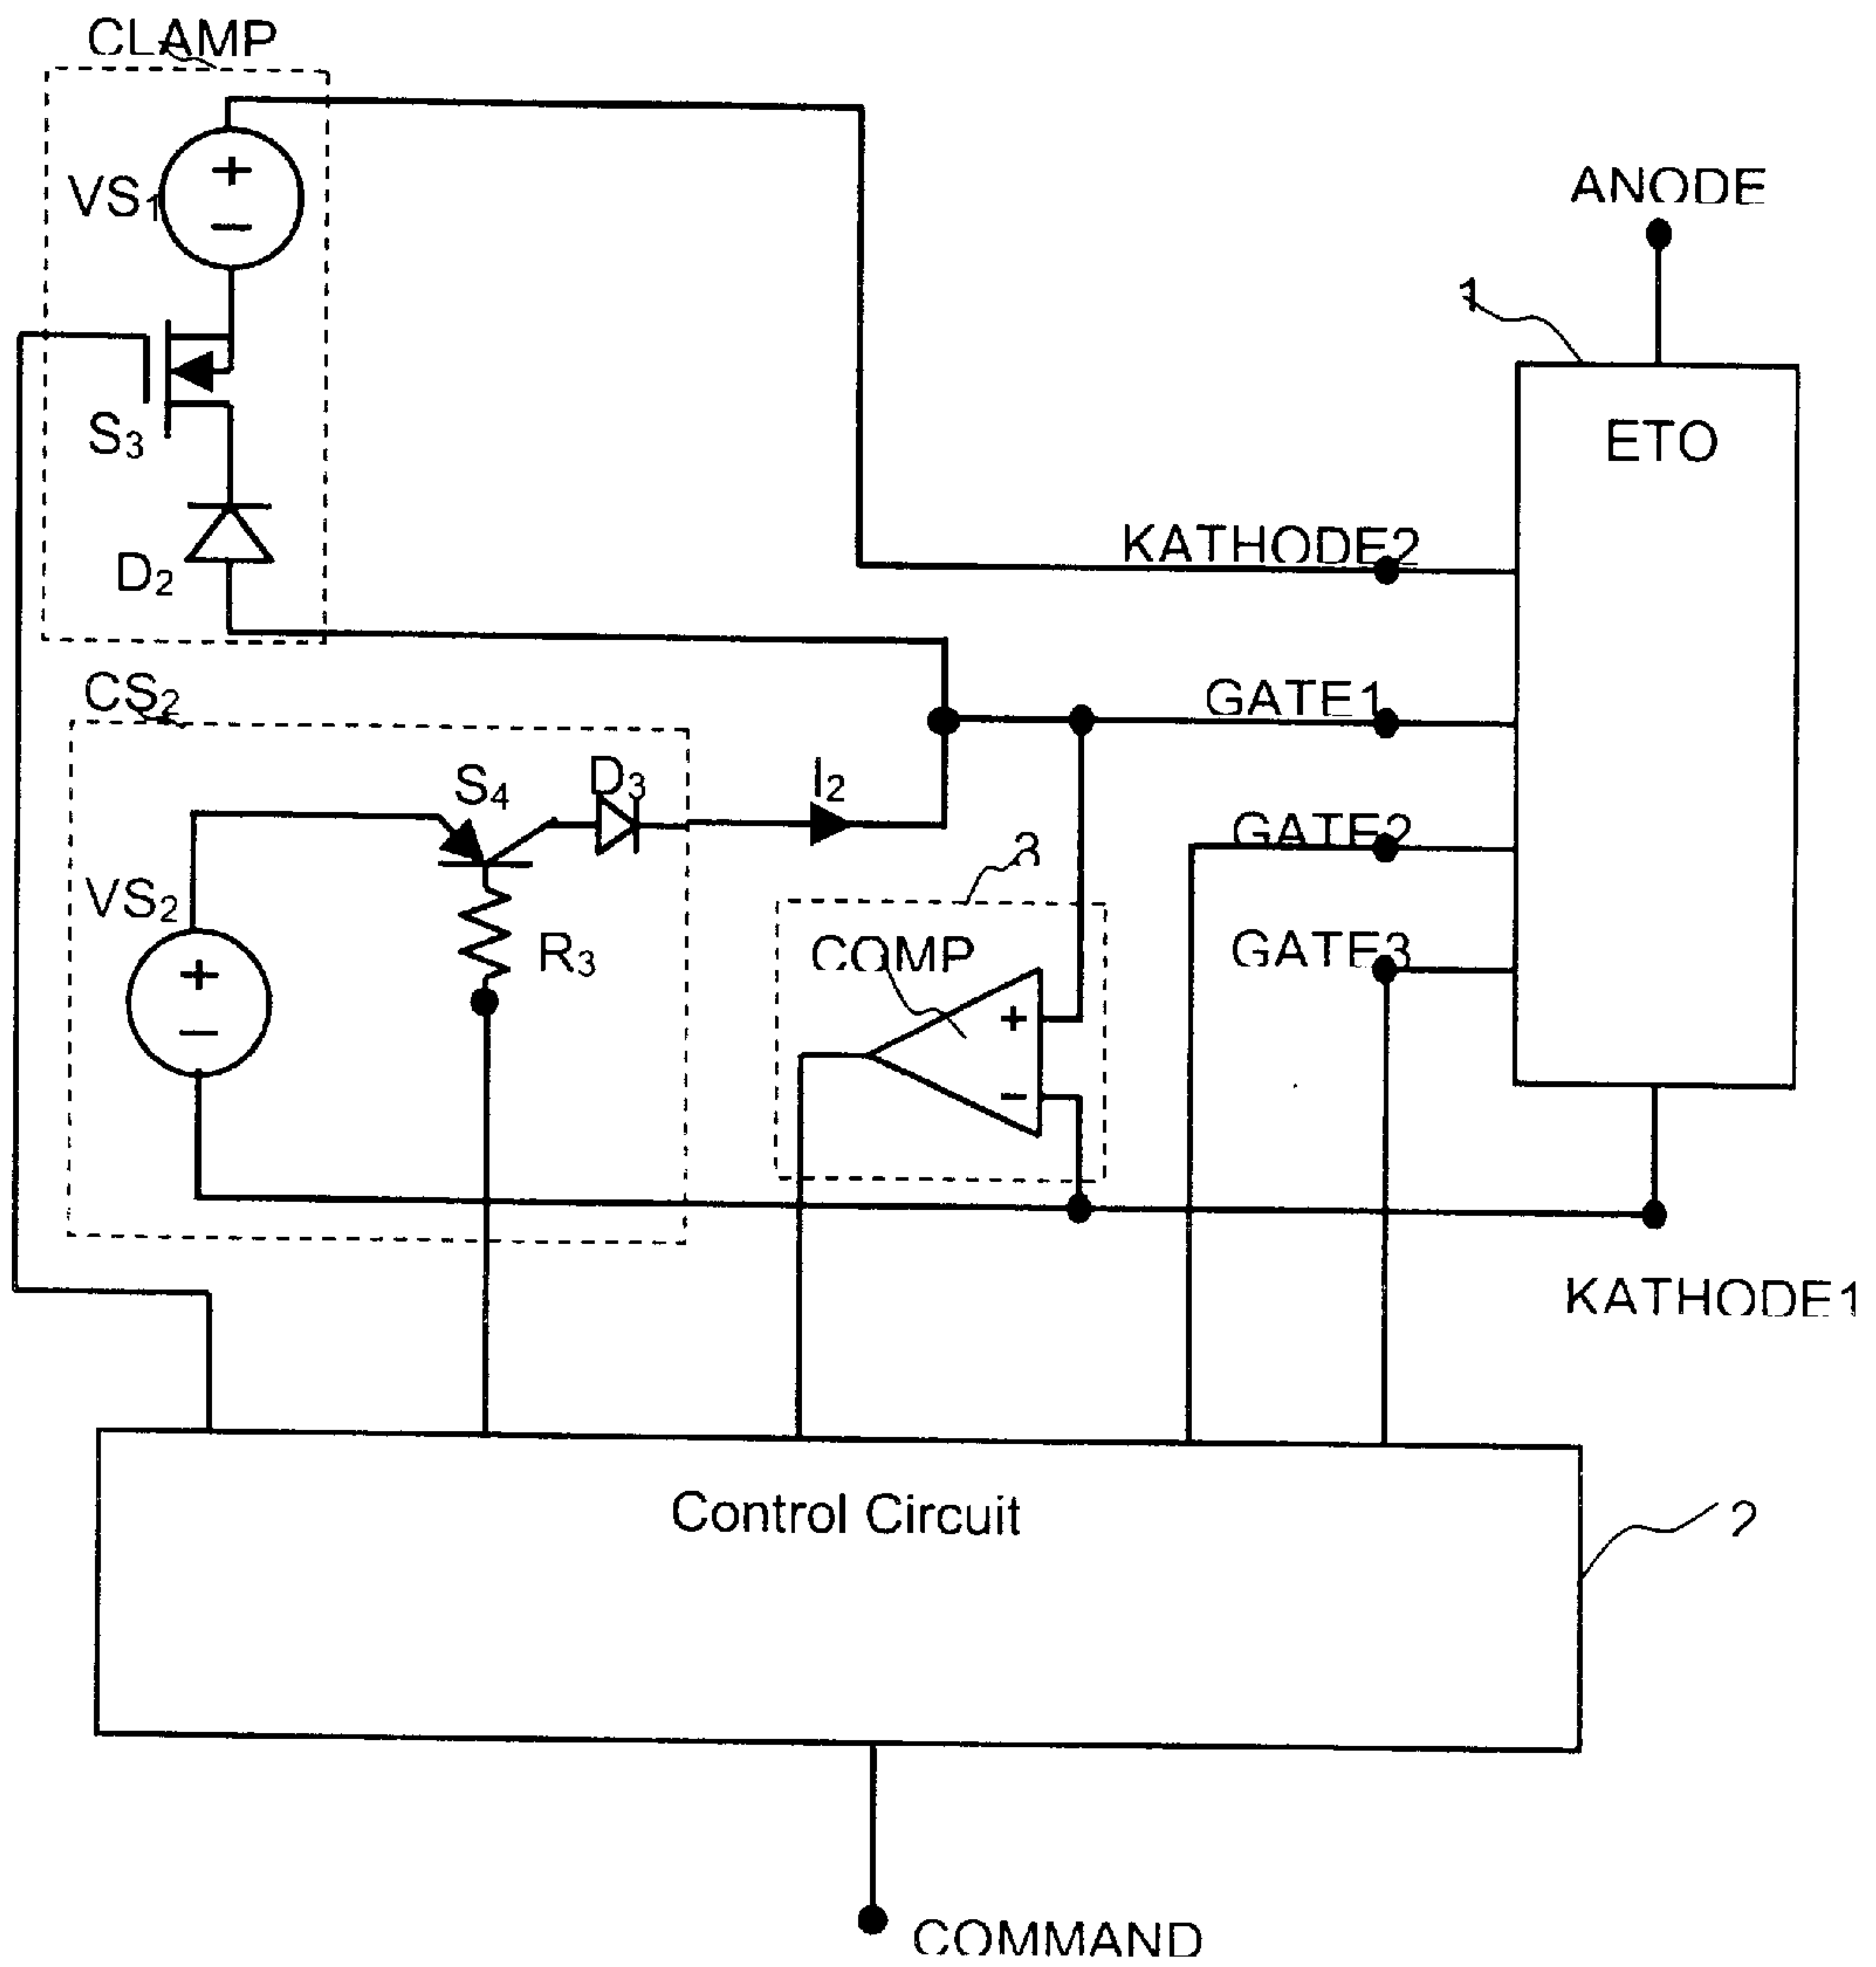 CLAMP
VS1
ANODE
1
ETO
S3
KATHODE2
D2
CS2
GATE1
S4
D3
I2
GATE2
3
VS2
R3
COMP
GATE3
KATHODE1
Control Circuit
2
COMMAND